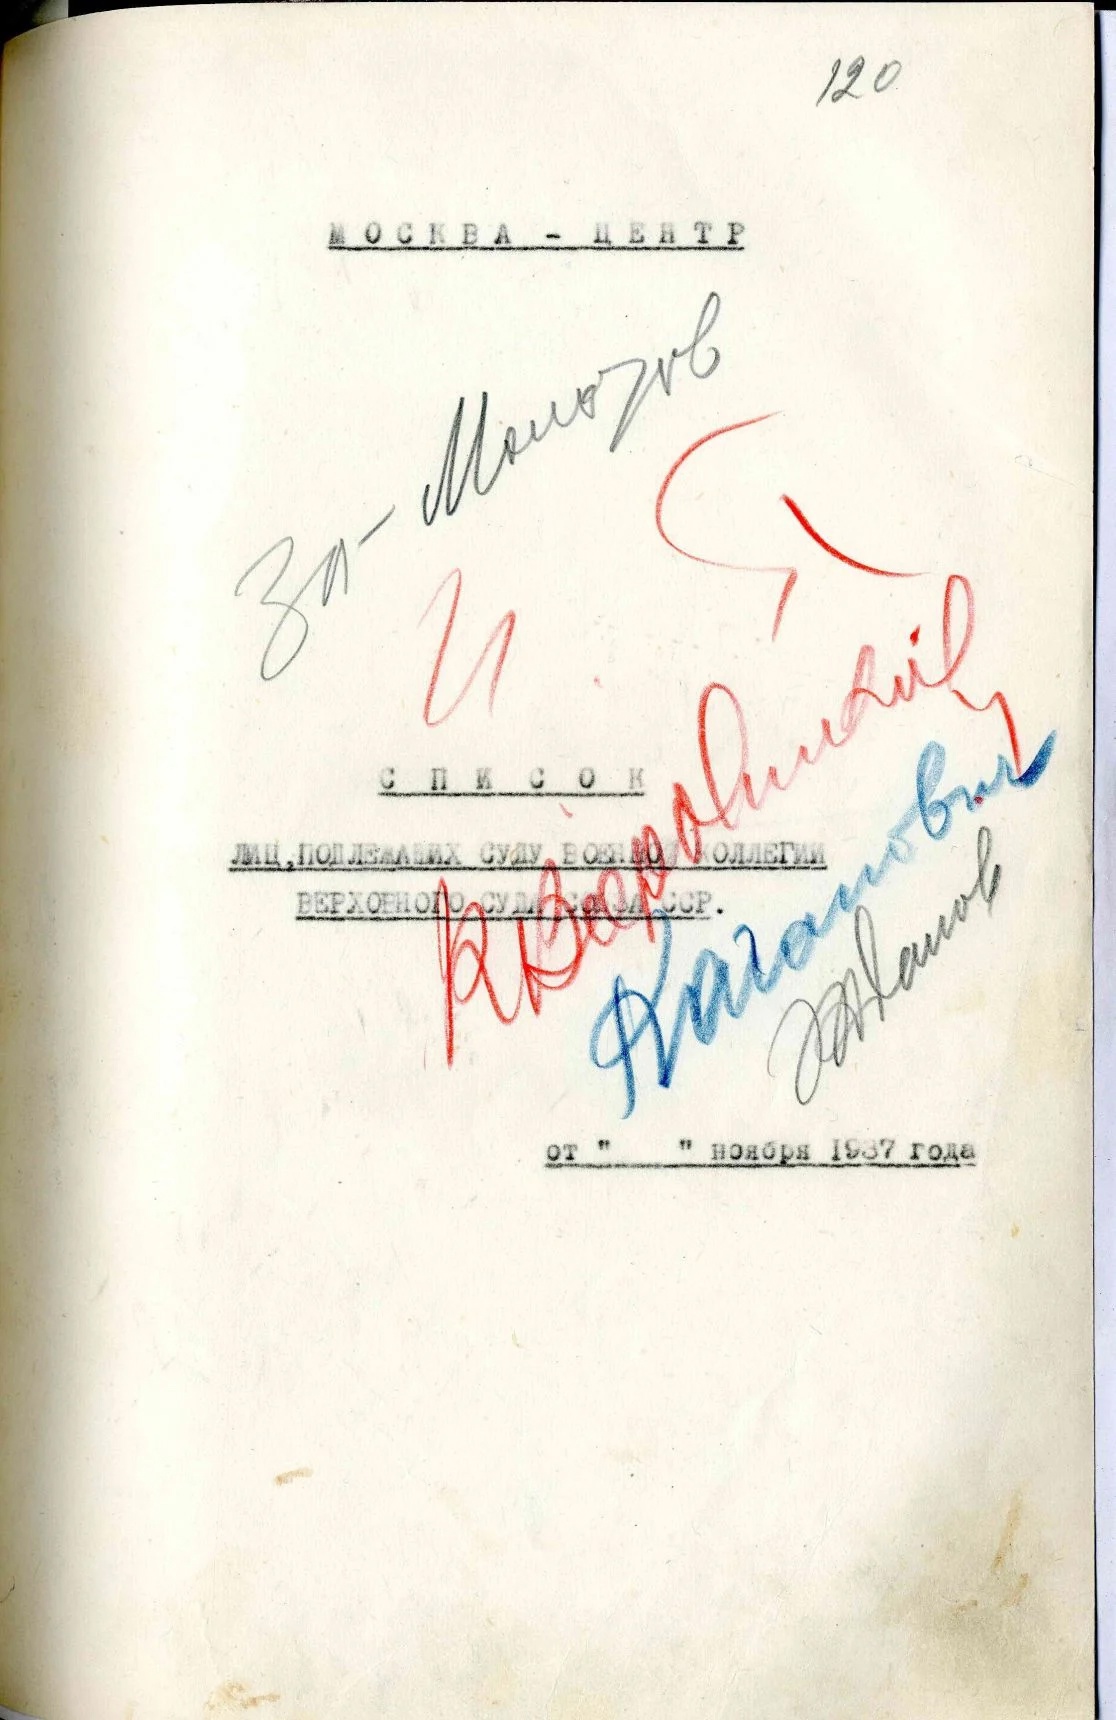 120
МОСКВА - ЦЕНТР
За - Молотов
И. Ст
СПИСОК
ЛИЦ, ПОДЛЕЖАЩИХ СУДУ ВОЕННОЙ КОЛЛЕГИИ
ВЕРХОВНОГО СУДА СОЮЗА ССР.
К Ворошилов
Каганович
Жданов
от " " ноября 1937 года